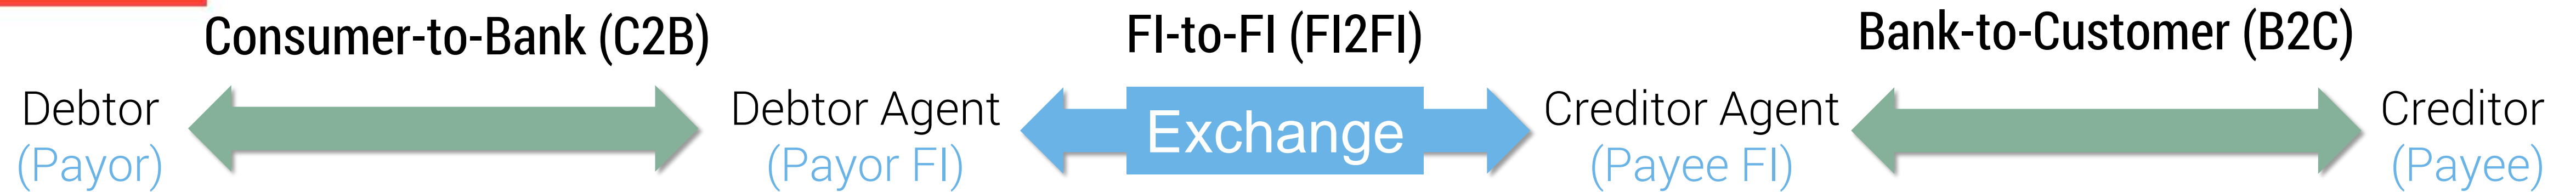 Consumer-to-Bank (C2B)
FI-to-FI (FI2FI)
Bank-to-Customer (B2C)
Debtor
(Payor)
Debtor Agent
(Payor FI)
Exchange
Creditor Agent
(Payee FI)
Creditor
(Payee)